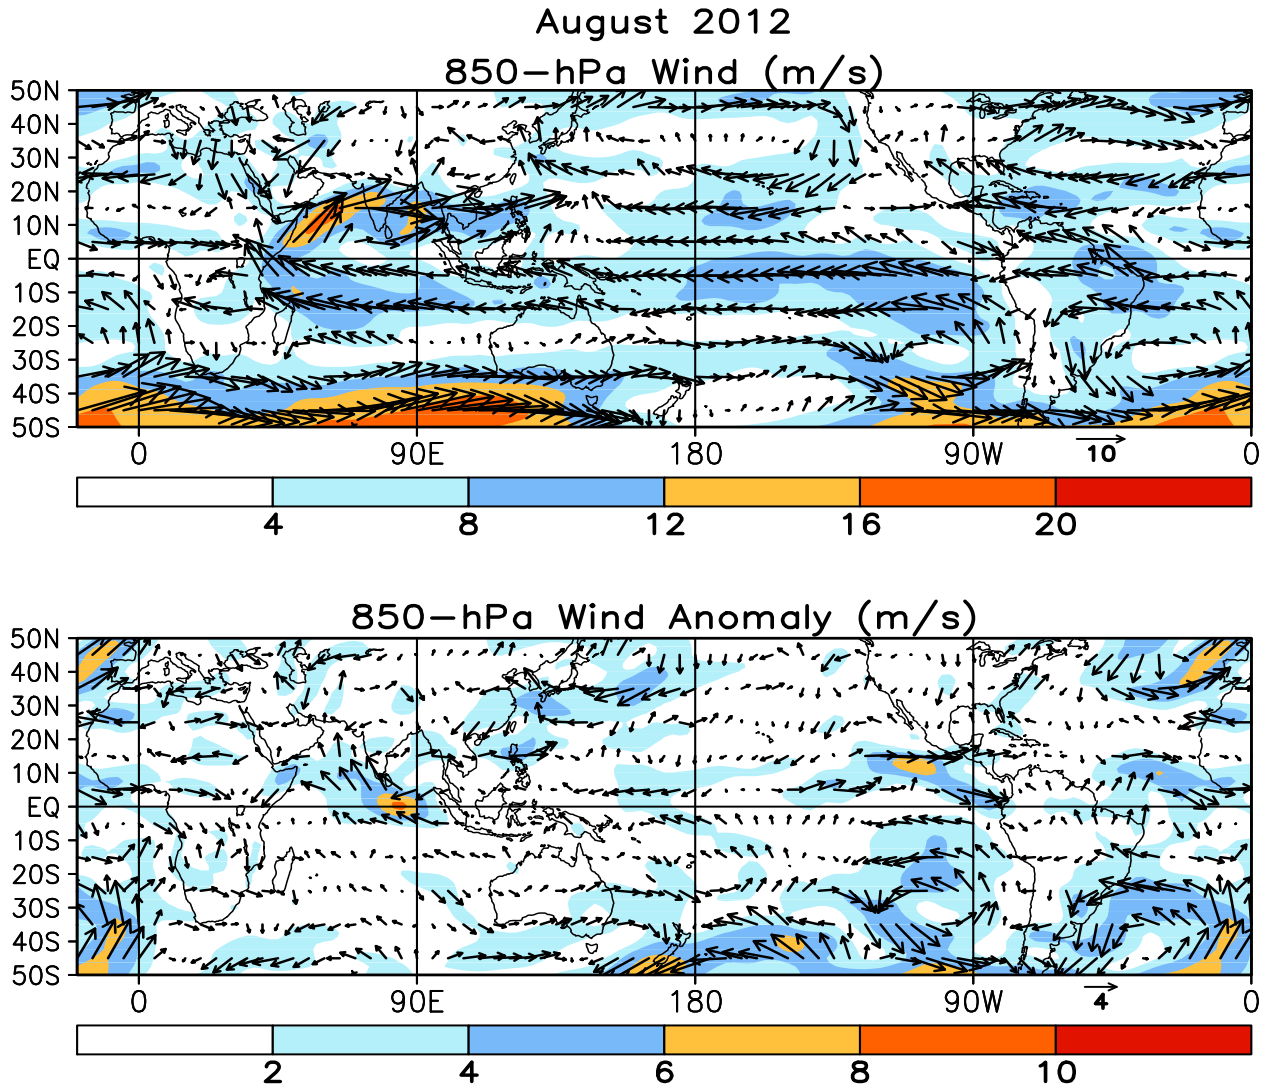 August 2012
850-hPa Wind (m/s)
50N
40N
30N
20N
10N
EQ
10S
20S
30S
40S
50S
0 90E 180 90W 0
10
4 8 12 16 20
850-hPa Wind Anomaly (m/s)
50N
40N
30N
20N
10N
EQ
10S
20S
30S
40S
50S
0 90E 180 90W 0
4
2 4 6 8 10